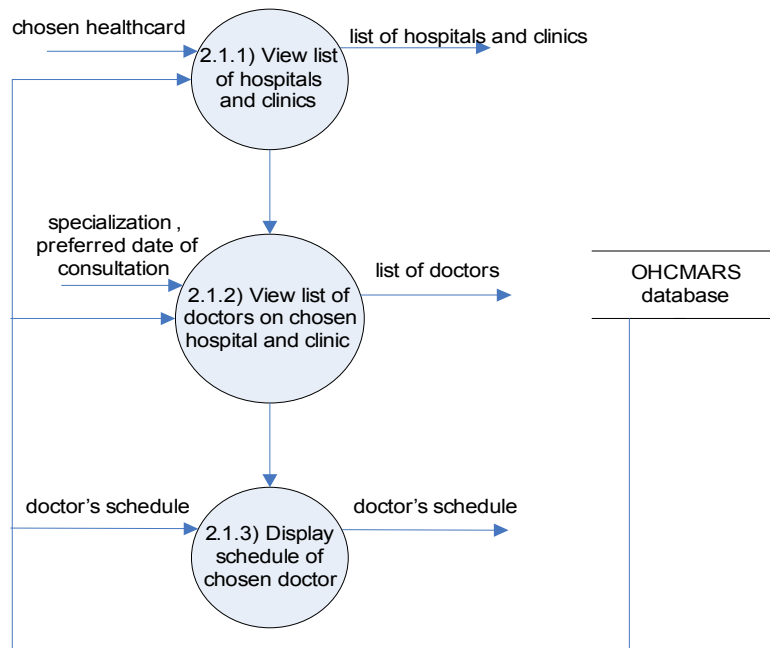 chosen healthcard
2.1.1) View list
of hospitals
and clinics
list of hospitals and clinics
specialization ,
preferred date of
consultation
2.1.2) View list of
doctors on chosen
hospital and clinic
list of doctors
OHCMARS
database
doctor's schedule
2.1.3) Display
schedule of
chosen doctor
doctor's schedule